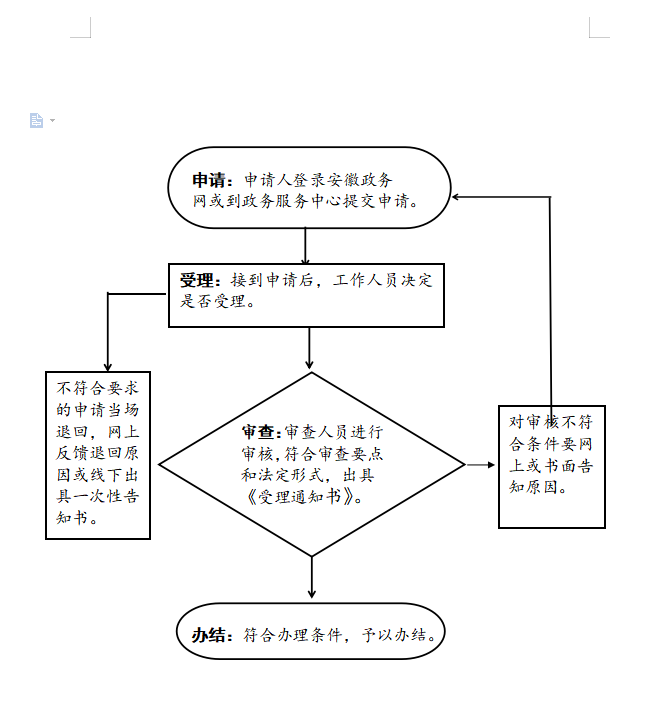 申请：申请人登录安徽政务
网或到政务服务中心提交申请。
受理：接到申请后，工作人员决定
是否受理。
不符合要求
的申请当场
退回，网上
反馈退回原
因或线下出
具一次性告
知书。
审查：审查人员进行
审核，符合审查要点
和法定形式，出具
《受理通知书》。
对审核不符
合条件要网
上或书面告
知原因。
办结：符合办理条件，予以办结。